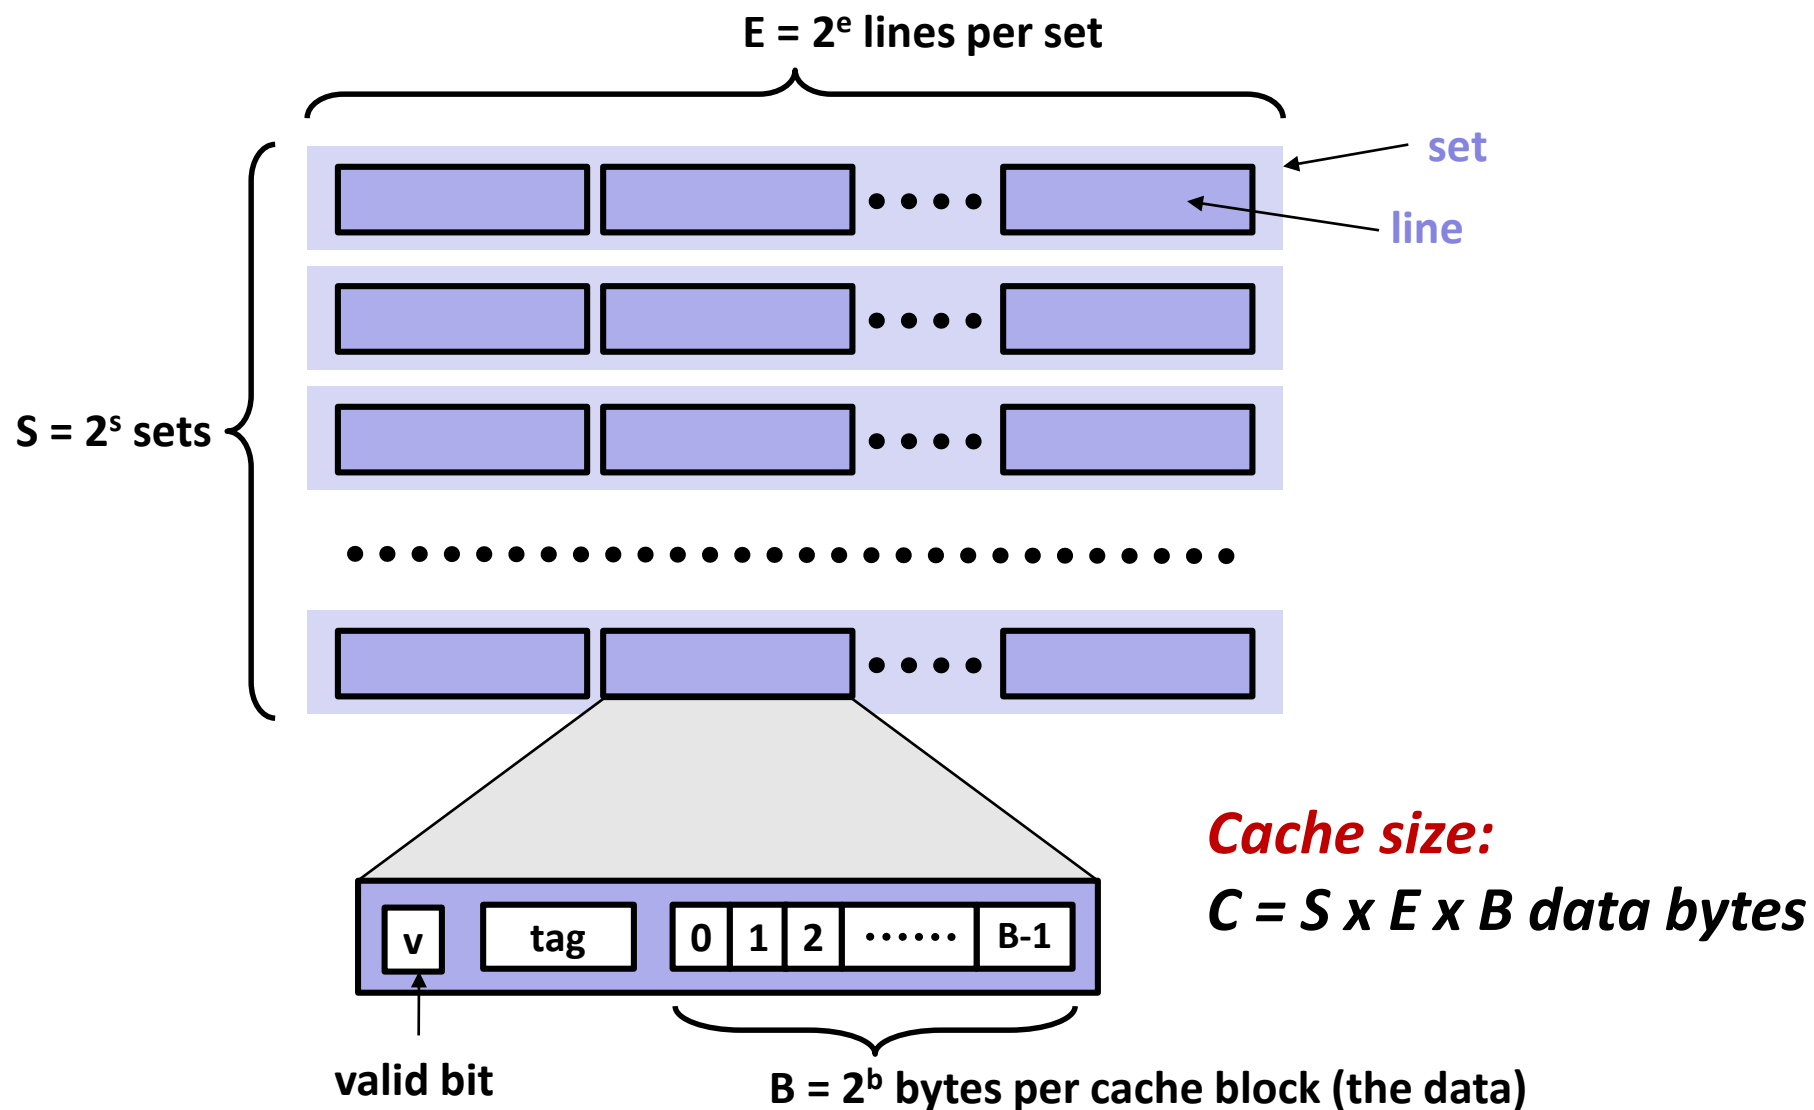 E = 2ᵉ lines per set
set
line
S = 2ˢ sets
Cache size:
C = S x E x B data bytes
v
tag
0
1
2
B-1
valid bit
B = 2ᵇ bytes per cache block (the data)